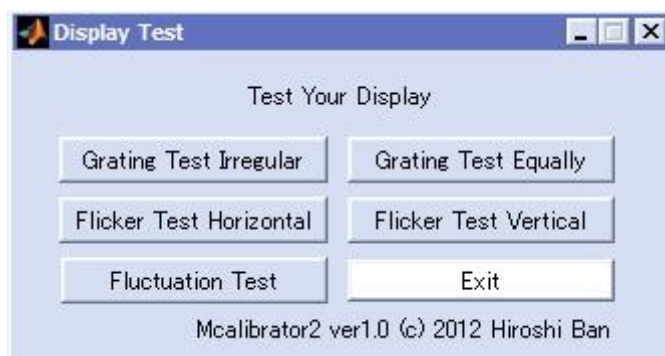 Display Test
Test Your Display
Grating Test Irregular Grating Test Equally
Flicker Test Horizontal Flicker Test Vertical
Fluctuation Test Exit
Mcalibrator2 ver1.0 (c) 2012 Hiroshi Ban